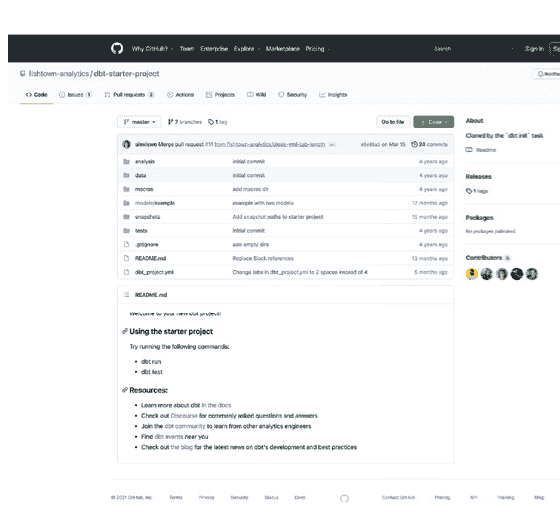 Why GitHub? Team Enterprise Explore Marketplace Pricing Search Sign in
fishtown-analytics / dbt-starter-project
Code Issues 1 Pull requests 3 Actions Projects Wiki Security Insights
master 7 branches 1 tag Go to file Code
alexiswo Merge pull request #11 from on Mar 15 24 commits
analysis initial commit 4 years ago
data initial commit 4 years ago
macros add macros dir 4 years ago
models/example example with two models 17 months ago
snapshots Add snapshot paths to starter project 15 months ago
tests initial commit 4 years ago
.gitignore add empty dirs 4 years ago
README.md Replace Slack references 13 months ago
dbt_project.yml Change tabs in dbt_project.yml to 2 spaces instead of 4 5 months ago
README.md
Welcome to your new dbt project!
Using the starter project
Try running the following commands:
• dbt run
• dbt test
Resources:
• Learn more about dbt in the docs
• Check out Discourse for commonly asked questions and answers
• Join the dbt community to learn from other analytics engineers
• Find dbt events near you
• Check out the blog for the latest news on dbt's development and best practices
About
Cloned by the `dbt init` task
Readme
Releases
1 tags
Packages
No packages published
Contributors
© 2021 GitHub, Inc. Terms Privacy Security Status Docs Contact GitHub Pricing API Training Blog